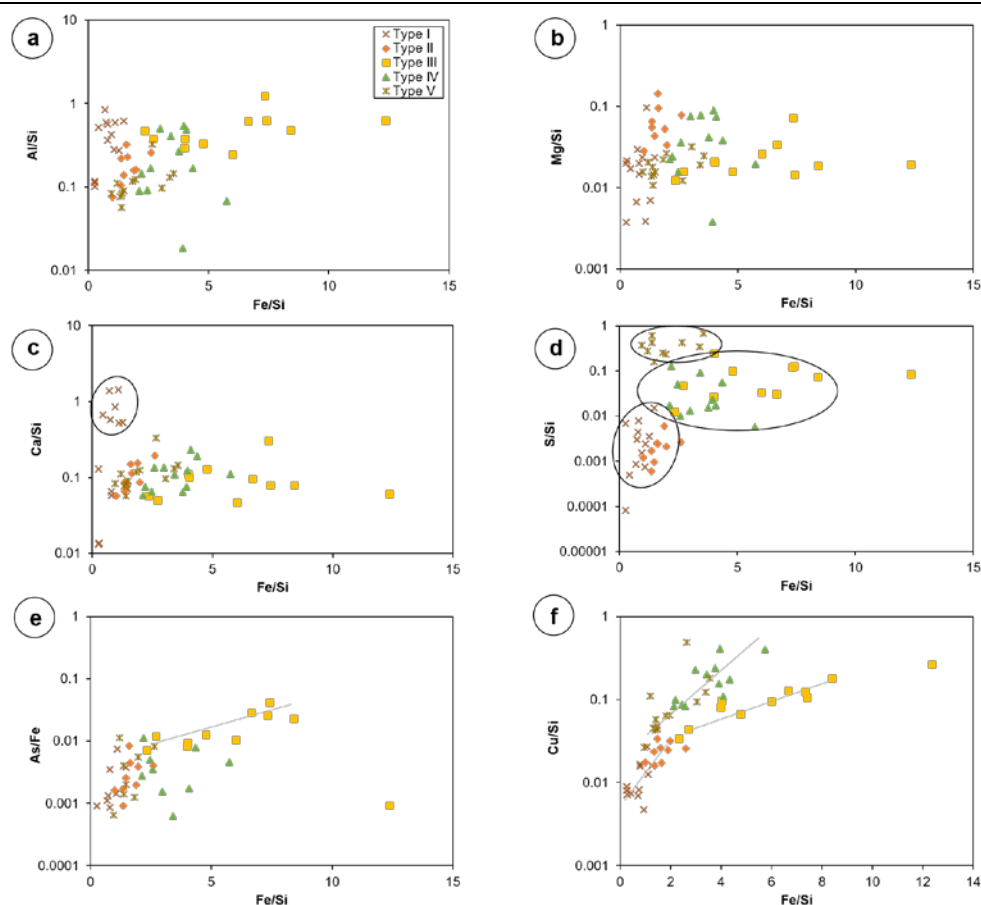 a
10
1
0.1
0.01
Al/Si
0
5
10
15
Fe/Si
Type I
Type II
Type III
Type IV
Type V
b
1
0.1
0.01
0.001
Mg/Si
0
5
10
15
Fe/Si
c
10
1
0.1
0.01
Ca/Si
0
5
10
15
Fe/Si
d
1
0.1
0.01
0.001
0.0001
0.00001
S/Si
0
5
10
15
Fe/Si
e
1
0.1
0.01
0.001
0.0001
As/Fe
0
5
10
15
Fe/Si
f
1
0.1
0.01
0.001
Cu/Si
0
2
4
6
8
10
12
14
Fe/Si